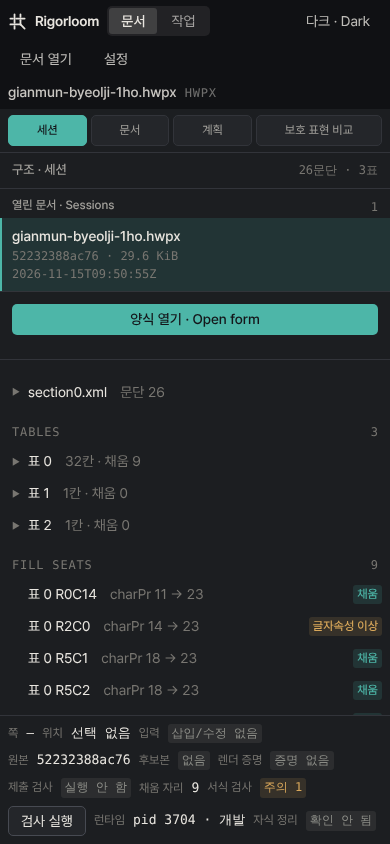 Rigorloom 문서 작업 다크 · Dark
문서 열기 설정
gianmun-byeolji-1ho.hwpx HWPX
세션 문서 계획 보호 표현 비교
구조 · 세션 26문단 · 3표
열린 문서 · Sessions 1
gianmun-byeolji-1ho.hwpx
52232388ac76 · 29.6 KiB
2026-11-15T09:50:55Z
양식 열기 · Open form
section0.xml 문단 26
TABLES 3
표 0 32칸 · 채움 9
표 1 1칸 · 채움 0
표 2 1칸 · 채움 0
FILL SEATS 9
표 0 R0C14 charPr 11 → 23 채움
표 0 R2C0 charPr 14 → 23 글자속성 이상
표 0 R5C1 charPr 18 → 23 채움
표 0 R5C2 charPr 18 → 23 채움
쪽 — 위치 선택 없음 입력 삽입/수정 없음
원본 52232388ac76 후보본 없음 렌더 증명 증명 없음
제출 검사 실행 안 함 채움 자리 9 서식 검사 주의 1
검사 실행 런타임 pid 3704 · 개발 자식 정리 확인 안 됨